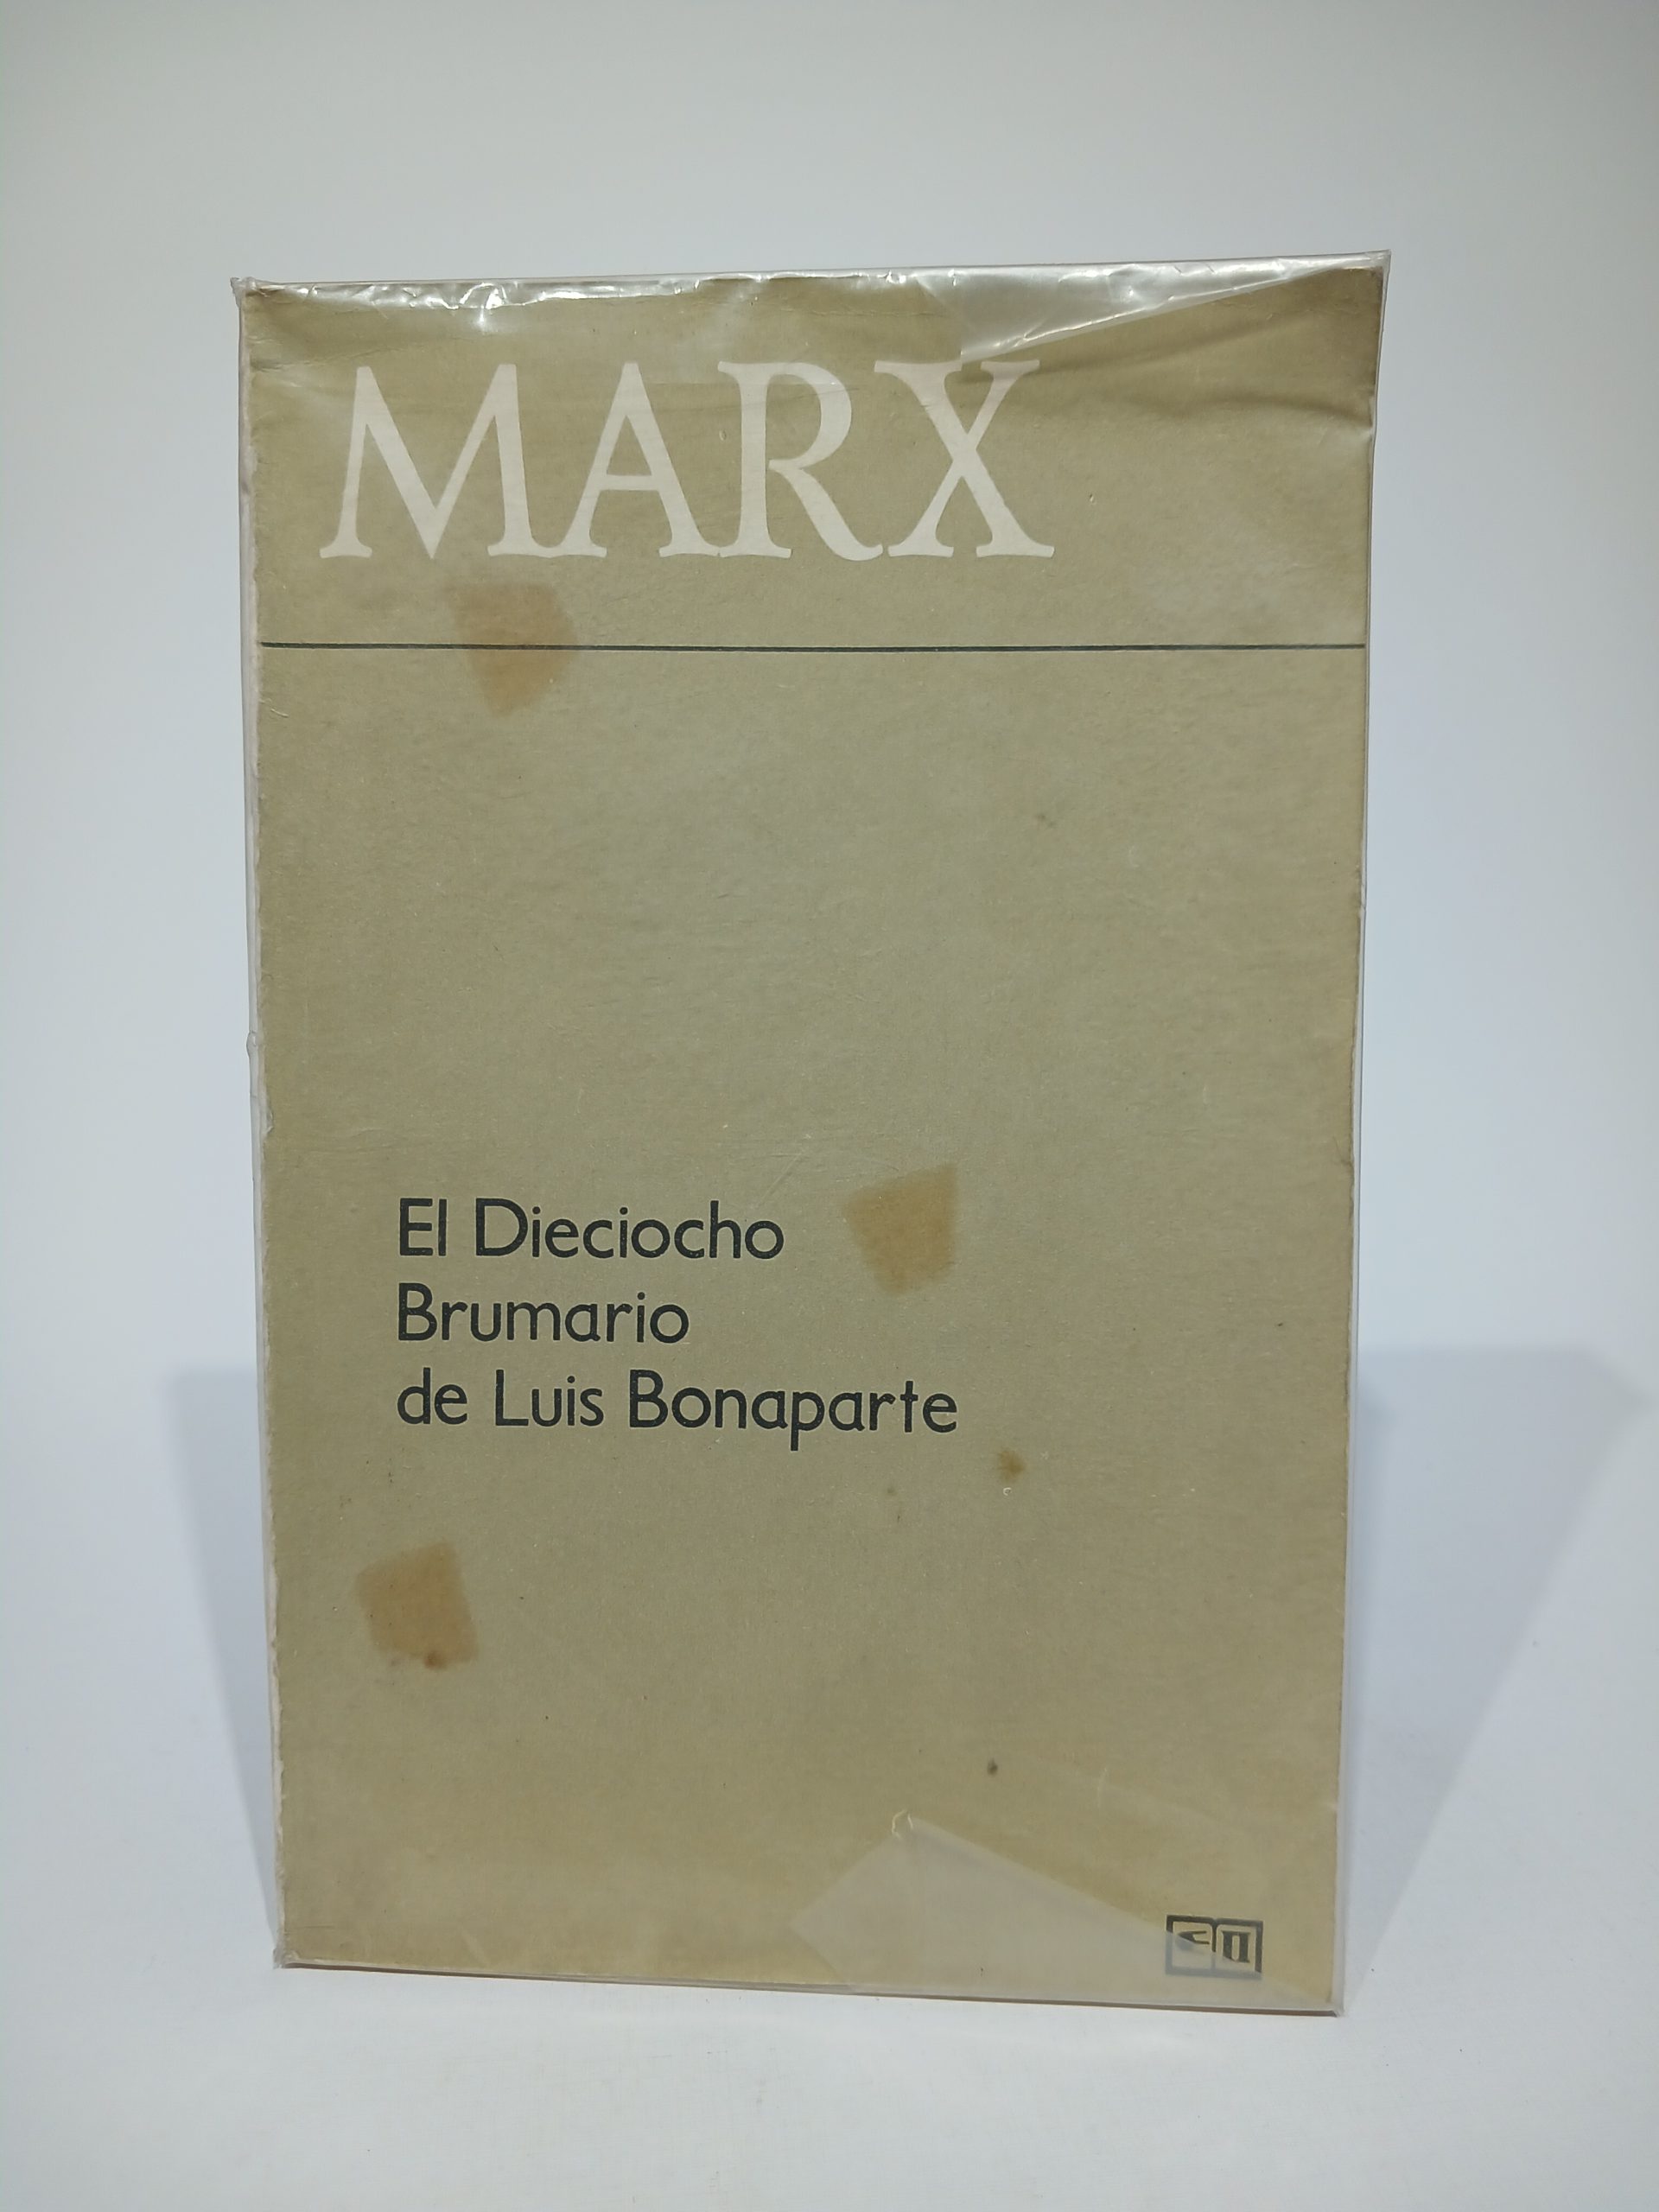 MARX
El Dieciocho
Brumario
de Luis Bonaparte